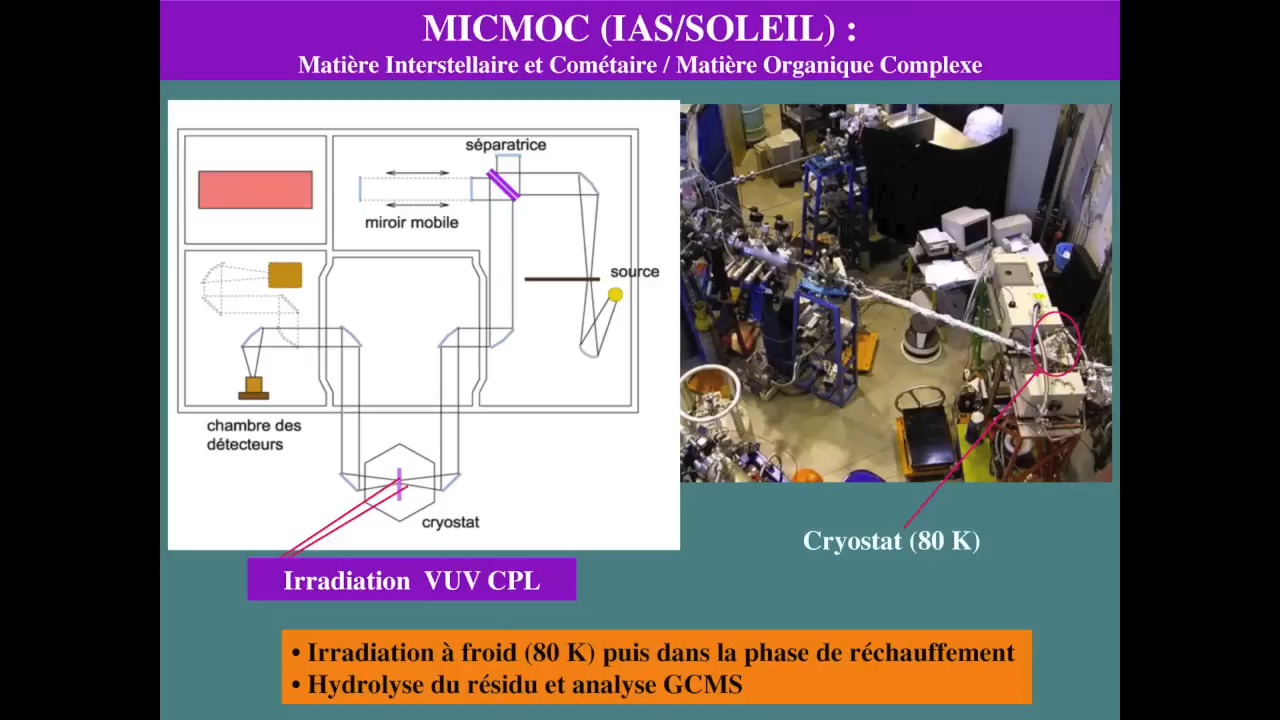 MICMOC (IAS/SOLEIL) :
Matière Interstellaire et Cométaire / Matière Organique Complexe
séparatrice
miroir mobile
source
chambre des
détecteurs
cryostat
Cryostat (80 K)
Irradiation VUV CPL
• Irradiation à froid (80 K) puis dans la phase de réchauffement
• Hydrolyse du résidu et analyse GCMS